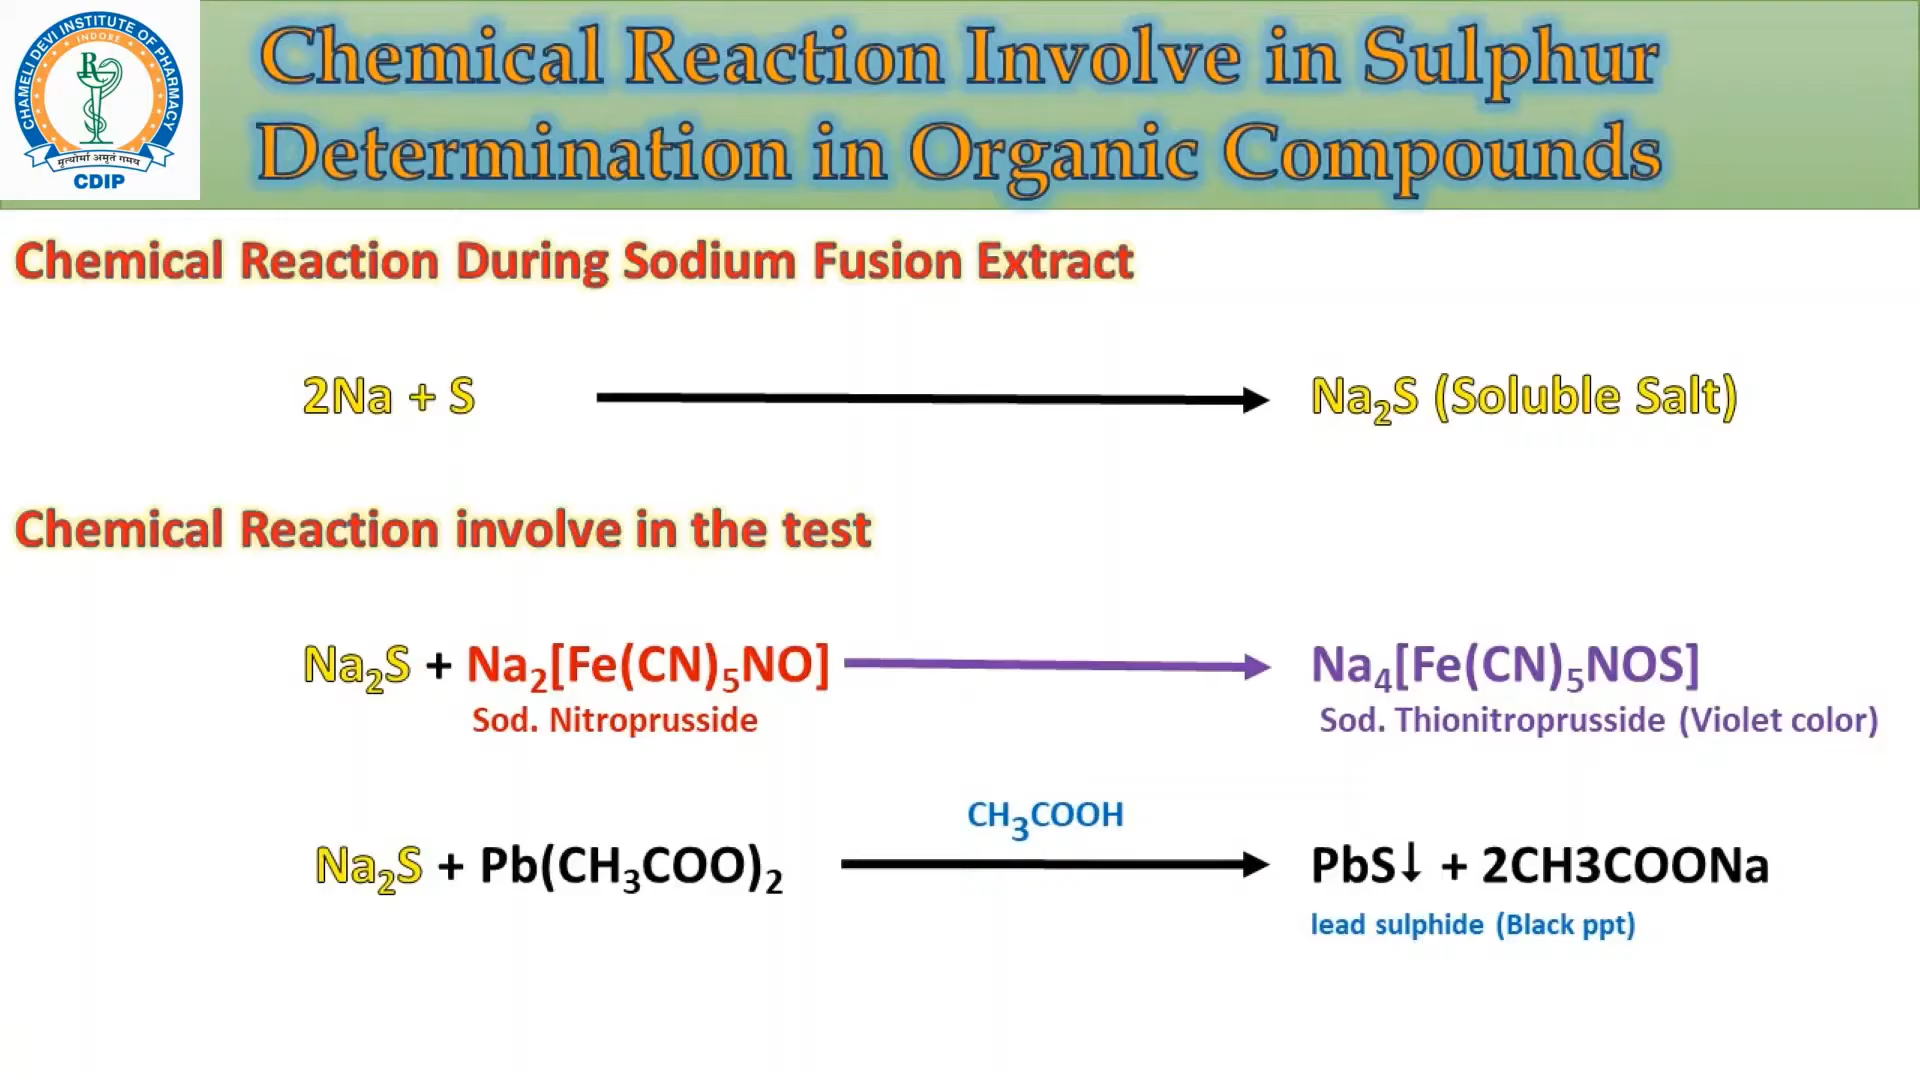 CHAMELI DEVI INSTITUTE OF PHARMACY
INDORE
R
मृत्योर्मा अमृतं गमय
CDIP
Chemical Reaction Involve in Sulphur
Determination in Organic Compounds
Chemical Reaction During Sodium Fusion Extract
2Na + S
Na₂S (Soluble Salt)
Chemical Reaction involve in the test
Na₂S + Na₂[Fe(CN)₅NO]
Na₄[Fe(CN)₅NOS]
Sod. Nitroprusside
Sod. Thionitroprusside (Violet color)
CH₃COOH
Na₂S + Pb(CH₃COO)₂
PbS↓ + 2CH3COONa
lead sulphide (Black ppt)